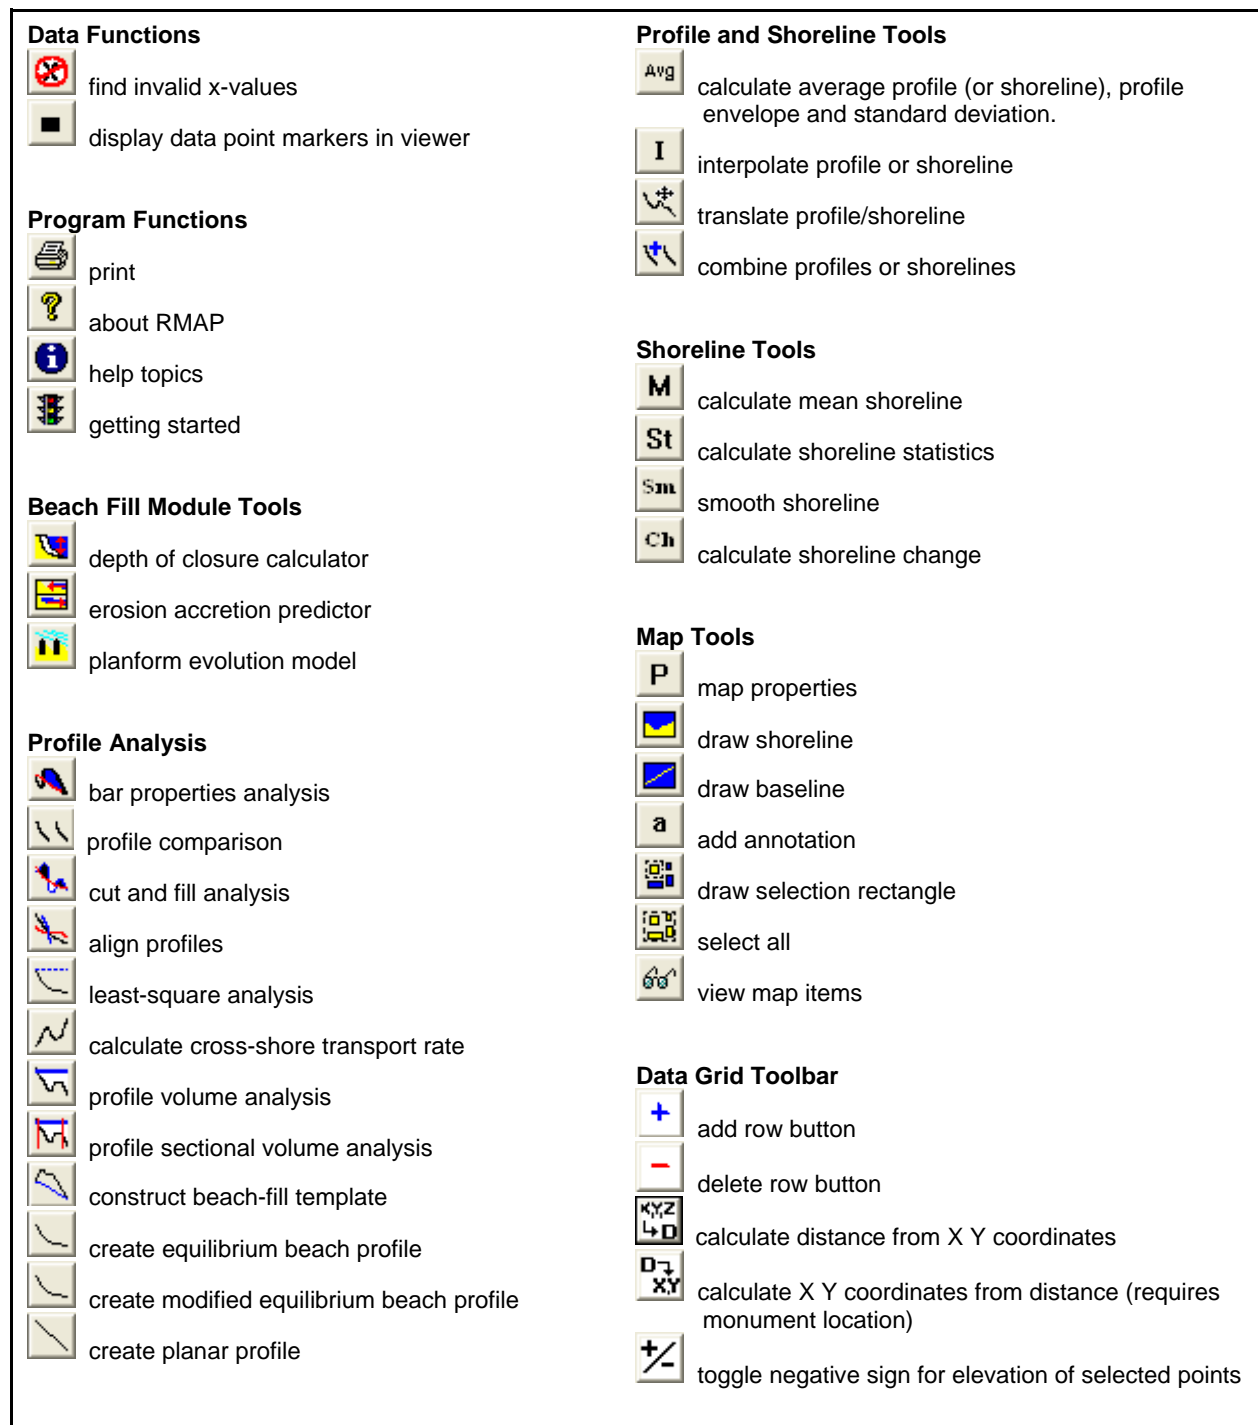 Data Functions
find invalid x-values
display data point markers in viewer
Program Functions
print
about RMAP
help topics
getting started
Beach Fill Module Tools
depth of closure calculator
erosion accretion predictor
planform evolution model
Profile Analysis
bar properties analysis
profile comparison
cut and fill analysis
align profiles
least-square analysis
calculate cross-shore transport rate
profile volume analysis
profile sectional volume analysis
construct beach-fill template
create equilibrium beach profile
create modified equilibrium beach profile
create planar profile
Profile and Shoreline Tools
Avg calculate average profile (or shoreline), profile
envelope and standard deviation.
I interpolate profile or shoreline
translate profile/shoreline
combine profiles or shorelines
Shoreline Tools
M calculate mean shoreline
St calculate shoreline statistics
Sm smooth shoreline
Ch calculate shoreline change
Map Tools
P map properties
draw shoreline
draw baseline
a add annotation
draw selection rectangle
select all
view map items
Data Grid Toolbar
+ add row button
− delete row button
X,Y,Z
↳D calculate distance from X Y coordinates
D↴
X,Y calculate X Y coordinates from distance (requires
monument location)
+/− toggle negative sign for elevation of selected points